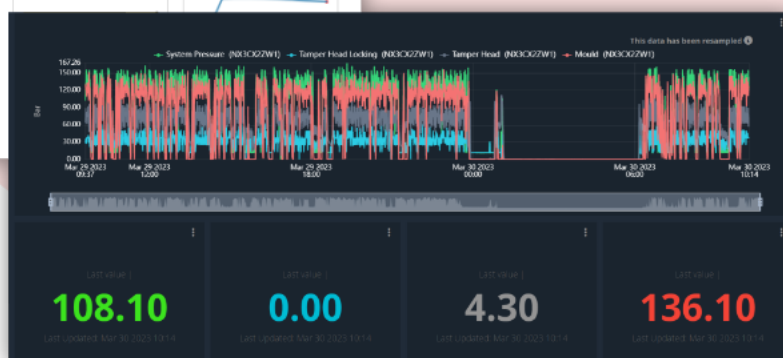 This data has been resampled
System Pressure (NX3OI2ZW1) Tamper Head Locking (NX3OI2ZW1) Tamper Head (NX3OI2ZW1) Mould (NX3OI2ZW1)
Bar
167.26
150.00
120.00
90.00
60.00
30.00
0.00
Mar 29 2023 09:37
Mar 29 2023 12:00
Mar 29 2023 18:00
Mar 30 2023 00:00
Mar 30 2023 06:00
Mar 30 2023 10:14
Last value | Last value | Last value | Last value |
108.10 0.00 4.30 136.10
Last updated: Mar 30 2023 10:14 Last updated: Mar 30 2023 10:14 Last updated: Mar 30 2023 10:14 Last updated: Mar 30 2023 10:14